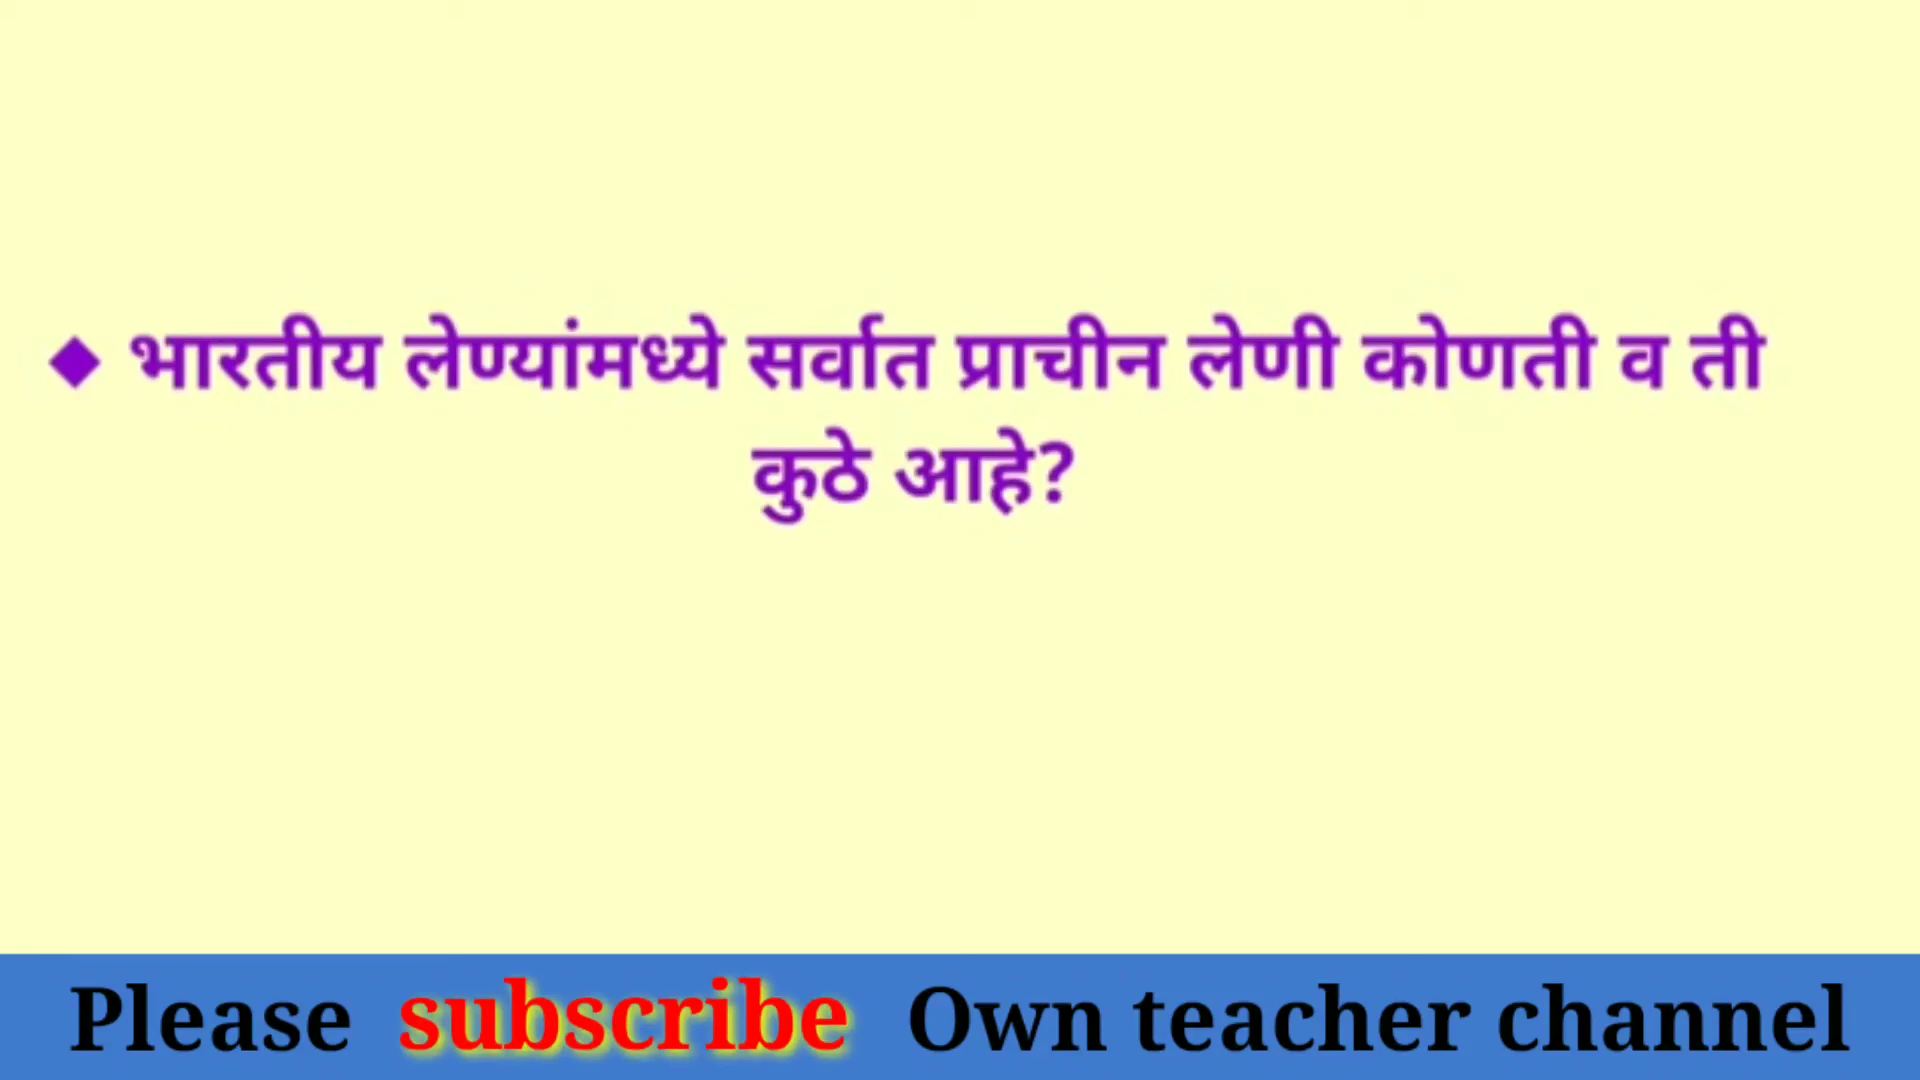 ◆ भारतीय लेण्यांमध्ये सर्वात प्राचीन लेणी कोणती व ती
कुठे आहे?
Please subscribe Own teacher channel